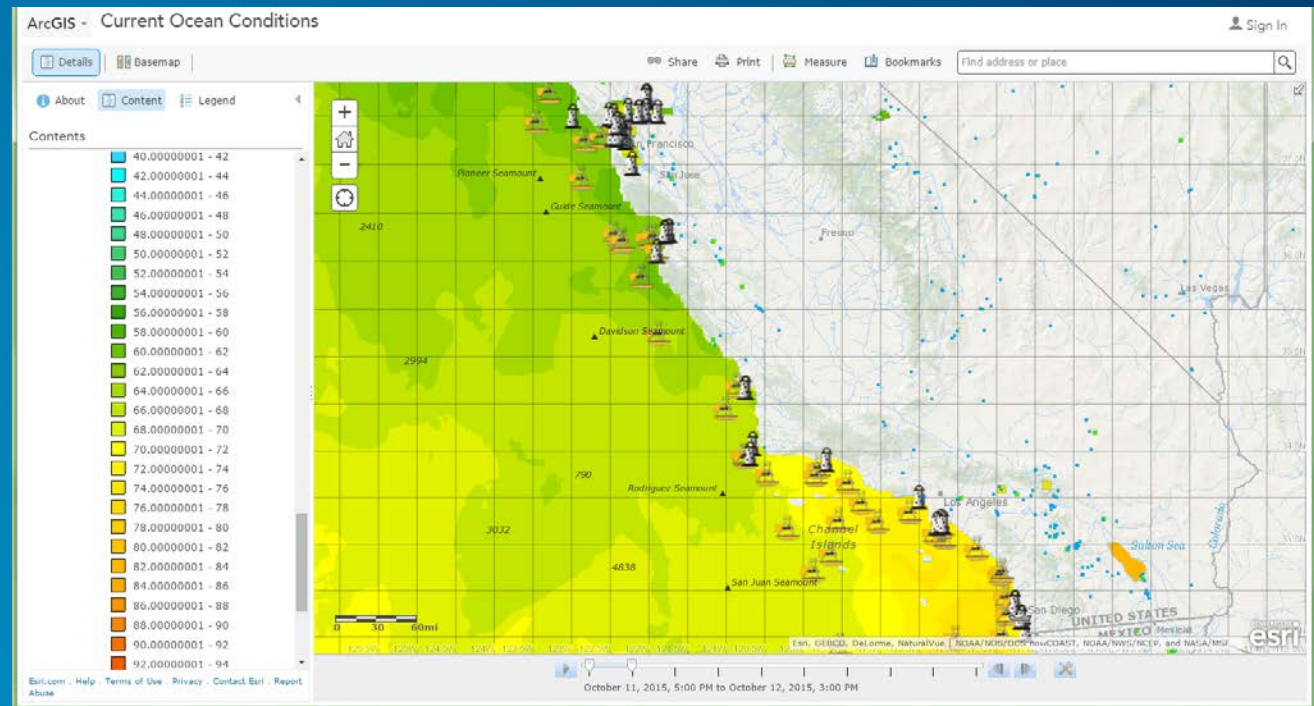 ArcGIS - Current Ocean Conditions
Sign In
Details
Basemap
Share
Print
Measure
Bookmarks
Find address or place
About
Content
Legend
Contents
40.00000001 - 42
42.00000001 - 44
44.00000001 - 46
46.00000001 - 48
48.00000001 - 50
50.00000001 - 52
52.00000001 - 54
54.00000001 - 56
56.00000001 - 58
58.00000001 - 60
60.00000001 - 62
62.00000001 - 64
64.00000001 - 66
66.00000001 - 68
68.00000001 - 70
70.00000001 - 72
72.00000001 - 74
74.00000001 - 76
76.00000001 - 78
78.00000001 - 80
80.00000001 - 82
82.00000001 - 84
84.00000001 - 86
86.00000001 - 88
88.00000001 - 90
90.00000001 - 92
92.00000001 - 94
Esri.com . Help . Terms of Use . Privacy . Contact Esri . Report
Abuse
San Francisco
San Jose
Pioneer Seamount
Guide Seamount
2410
Fresno
Las Vegas
Davidson Seamount
2994
790
Rodriguez Seamount
Los Angeles
3032
Channel
Islands
Salton Sea
Colorado
4838
San Juan Seamount
San Diego
UNITED STATES
MEXICO
Mexicali
0 30 60mi
Esri, GEBCO, DeLorme, NaturalVue | NOAA/NOS/OCS nowCOAST, NOAA/NWS/NCEP, and NASA/MSF
esri
October 11, 2015, 5:00 PM to October 12, 2015, 3:00 PM